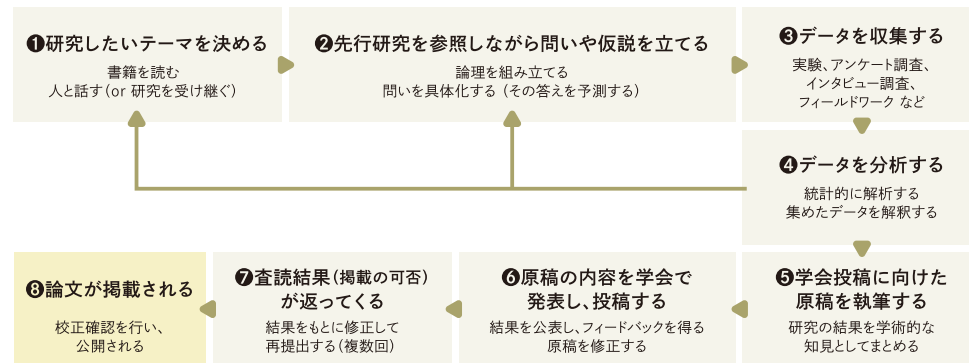 ❶研究したいテーマを決める
書籍を読む
人と話す(or 研究を受け継ぐ)
❷先行研究を参照しながら問いや仮説を立てる
論理を組み立てる
問いを具体化する (その答えを予測する)
❸データを収集する
実験、アンケート調査、
インタビュー調査、
フィールドワーク など
❹データを分析する
統計的に解析する
集めたデータを解釈する
❺学会投稿に向けた
原稿を執筆する
研究の結果を学術的な
知見としてまとめる
❻原稿の内容を学会で
発表し、投稿する
結果を公表し、フィードバックを得る
原稿を修正する
❼査読結果(掲載の可否)
が返ってくる
結果をもとに修正して
再提出する(複数回)
❽論文が掲載される
校正確認を行い、
公開される